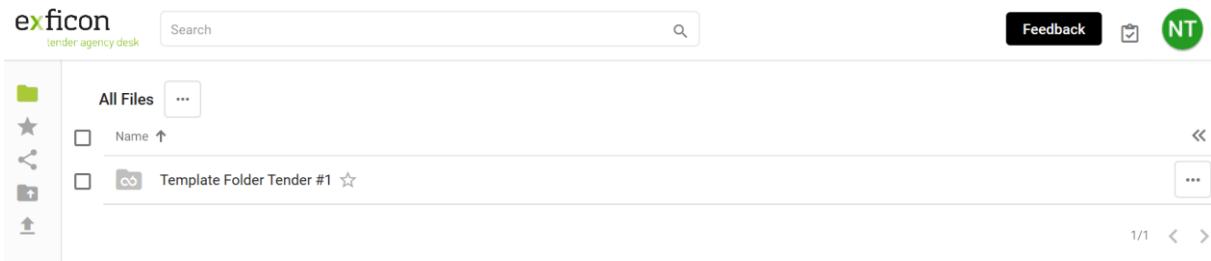 exficon
tender agency desk
Search
Feedback
NT
All Files
Name
Template Folder Tender #1
1/1